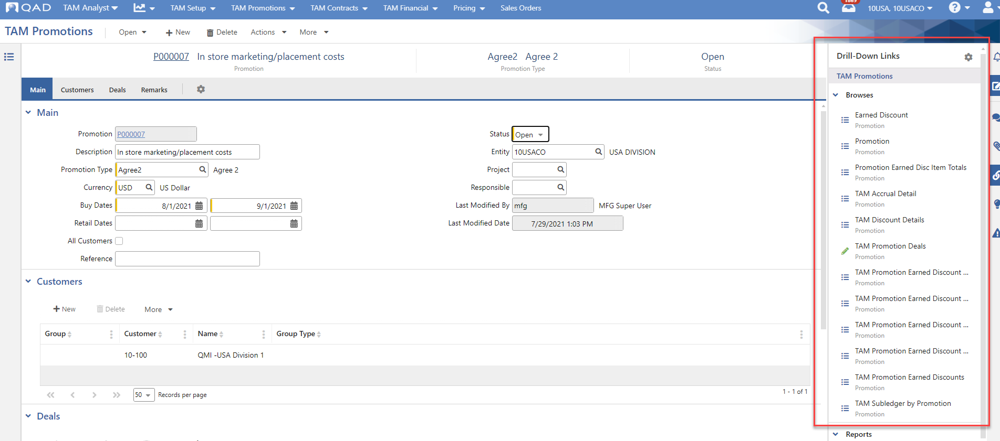 QAD TAM Analyst TAM Setup TAM Promotions TAM Contracts TAM Financial Pricing Sales Orders 1869 10USA, 10USACO ?
TAM Promotions Open + New Delete Actions More
P000007 In store marketing/placement costs Agree2 Agree 2 Open
Promotion Promotion Type Status
Main Customers Deals Remarks
Main
Promotion P000007
Description In store marketing/placement costs
Promotion Type Agree2 Agree 2
Currency USD US Dollar
Buy Dates 8/1/2021 9/1/2021
Retail Dates
All Customers
Reference
Status Open
Entity 10USACO USA DIVISION
Project
Responsible
Last Modified By mfg MFG Super User
Last Modified Date 7/29/2021 1:03 PM
Customers
+ New Delete More
Group Customer Name Group Type
10-100 QMI -USA Division 1
50 Records per page 1 - 1 of 1
Deals
Drill-Down Links
TAM Promotions
Browses
Earned Discount
Promotion
Promotion
Promotion
Promotion Earned Disc Item Totals
Promotion
TAM Accrual Detail
Promotion
TAM Discount Details
Promotion
TAM Promotion Deals
Promotion
TAM Promotion Earned Discount ...
Promotion
TAM Promotion Earned Discount ...
Promotion
TAM Promotion Earned Discount ...
Promotion
TAM Promotion Earned Discount ...
Promotion
TAM Promotion Earned Discounts
Promotion
TAM Subledger by Promotion
Promotion
Reports